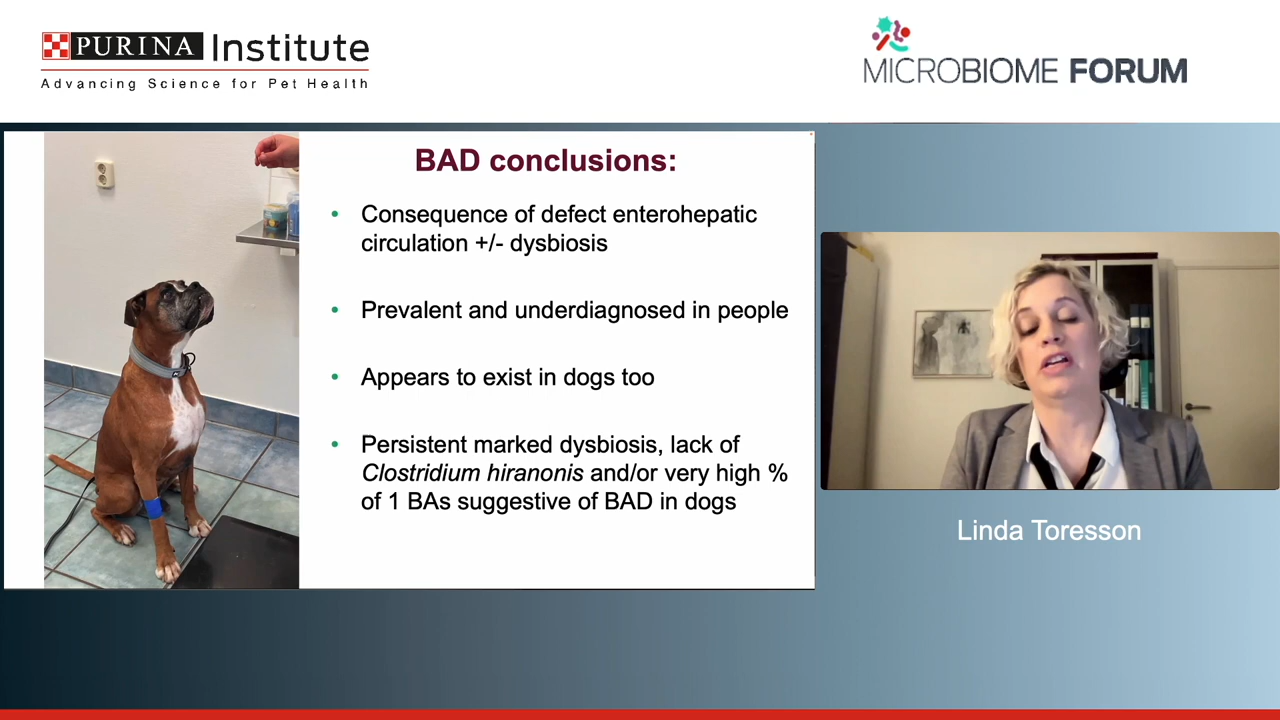 PURINA Institute
Advancing Science for Pet Health
MICROBIOME FORUM
BAD conclusions:
• Consequence of defect enterohepatic
circulation +/- dysbiosis
• Prevalent and underdiagnosed in people
• Appears to exist in dogs too
• Persistent marked dysbiosis, lack of
Clostridium hiranonis and/or very high %
of 1 BAs suggestive of BAD in dogs
Linda Toresson